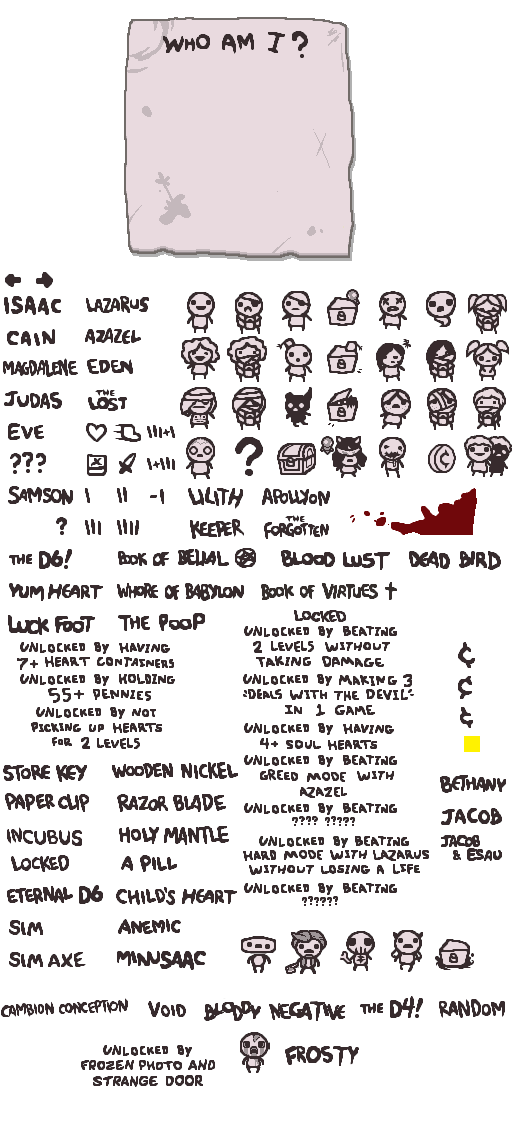 WHO AM I?
ISAAC LAZARUS
CAIN AZAZEL
MAGDALENE EDEN
JUDAS THE LOST
EVE |||+|
??? |+|||
?
SAMSON | || -| LILITH APOLLYON
? ||| |||| KEEPER THE FORGOTTEN
THE D6! BOOK OF BELIAL BLOOD LUST DEAD BIRD
YUM HEART WHORE OF BABYLON BOOK OF VIRTUES
LUCK FOOT THE POOP
UNLOCKED BY HAVING
7+ HEART CONTAINERS
UNLOCKED BY HOLDING
55+ PENNIES
UNLOCKED BY NOT
PICKING UP HEARTS
FOR 2 LEVELS
LOCKED
UNLOCKED BY BEATING
2 LEVELS WITHOUT
TAKING DAMAGE
UNLOCKED BY MAKING 3
"DEALS WITH THE DEVIL"
IN 1 GAME
UNLOCKED BY HAVING
4+ SOUL HEARTS
UNLOCKED BY BEATING
GREED MODE WITH
AZAZEL
UNLOCKED BY BEATING
???? ?????
UNLOCKED BY BEATING
HARD MODE WITH LAZARUS
WITHOUT LOSING A LIFE
UNLOCKED BY BEATING
??????
¢
¢
¢
STORE KEY WOODEN NICKEL
PAPER CLIP RAZOR BLADE
INCUBUS HOLY MANTLE
LOCKED A PILL
ETERNAL D6 CHILD'S HEART
SIM ANEMIC
SIM AXE MINUSAAC
BETHANY
JACOB
JACOB
& ESAU
CAMBION CONCEPTION VOID BLOODY NEGATIVE THE D4! RANDOM
UNLOCKED BY
FROZEN PHOTO AND
STRANGE DOOR
FROSTY